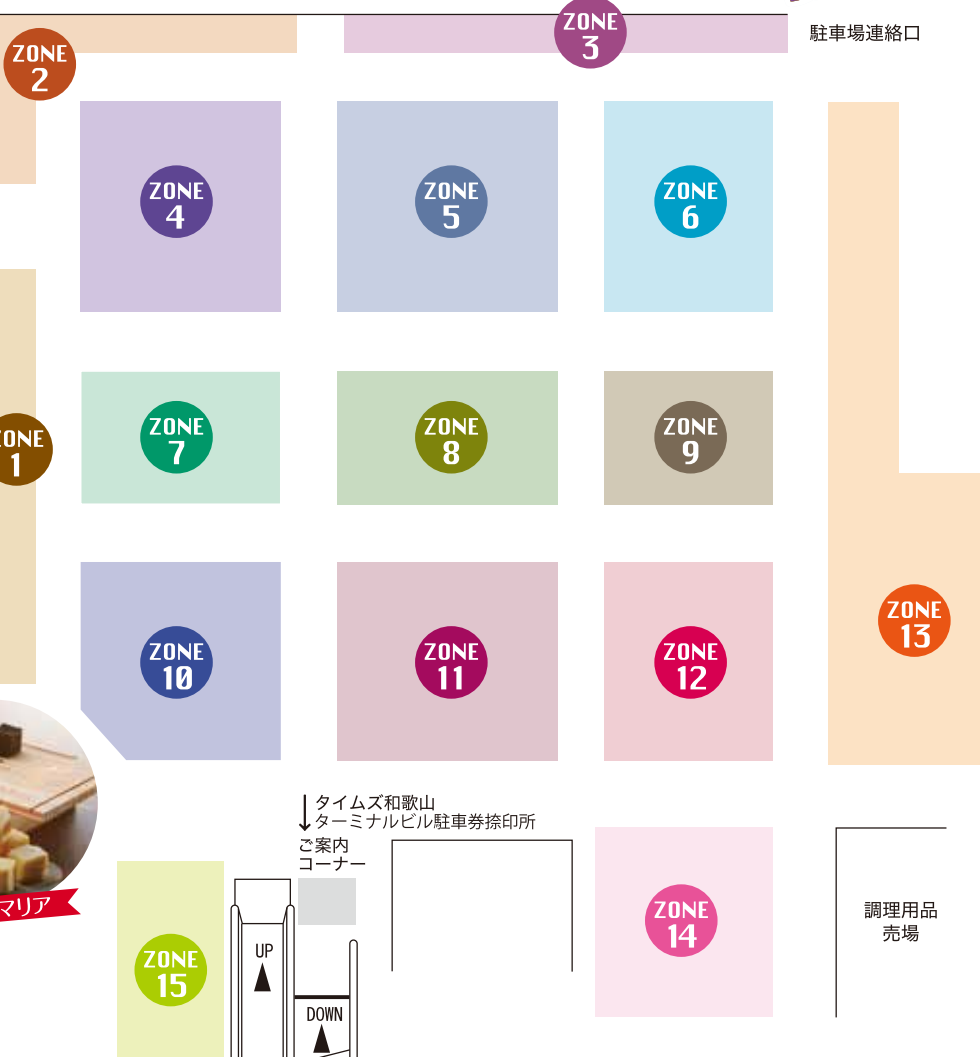 ZONE
3
駐車場連絡口
ZONE
2
ZONE
4
ZONE
5
ZONE
6
ZONE
1
ZONE
7
ZONE
8
ZONE
9
ZONE
10
ZONE
11
ZONE
12
ZONE
13
タイムズ和歌山
ターミナルビル駐車券捺印所
ご案内
コーナー
マリア
ZONE
14
調理用品
売場
ZONE
15
UP
DOWN